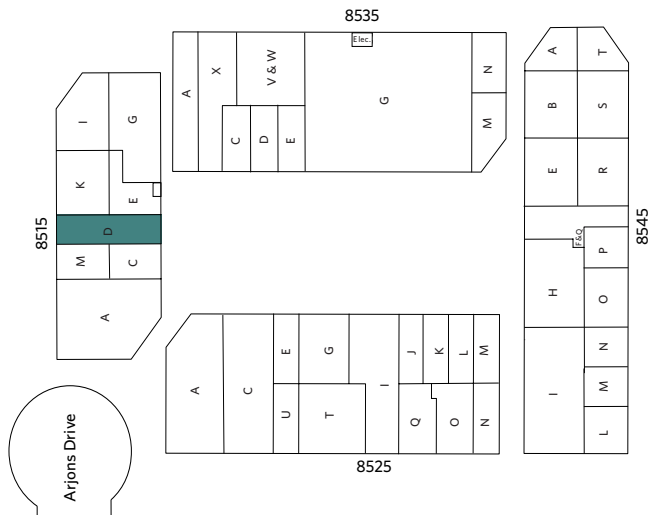 8535
Elec.
A
X
V & W
G
N
M
C
D
E
8515
I
G
K
E
D
M
C
A
8545
A
T
B
S
E
R
F&Q
P
H
O
N
I
M
L
A
C
E
G
I
J
K
L
M
U
T
Q
O
N
8525
Arjons Drive